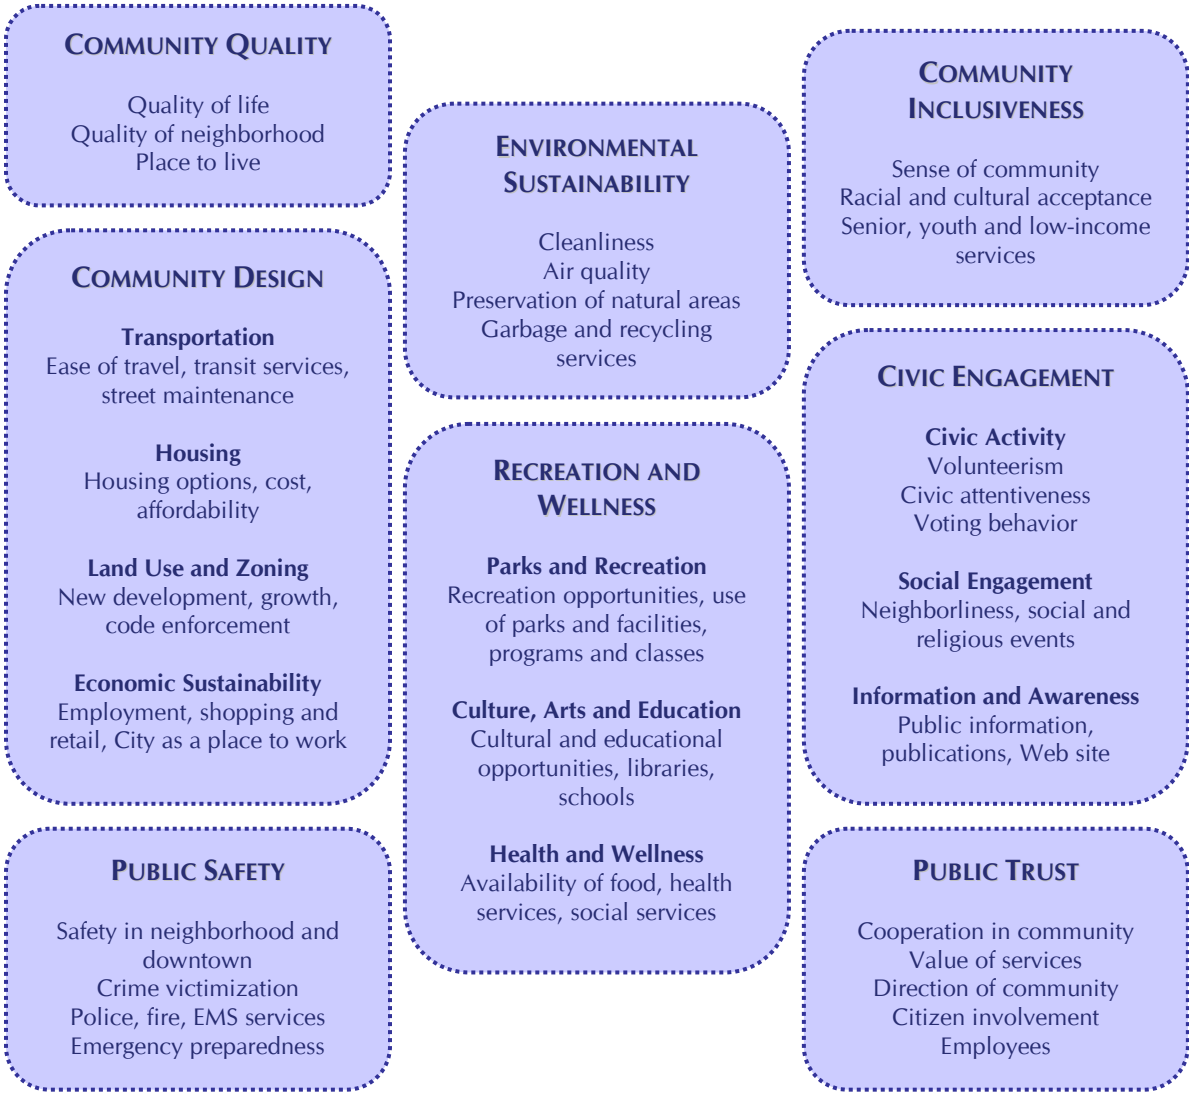 COMMUNITY QUALITY
Quality of life
Quality of neighborhood
Place to live
COMMUNITY DESIGN
Transportation
Ease of travel, transit services,
street maintenance
Housing
Housing options, cost,
affordability
Land Use and Zoning
New development, growth,
code enforcement
Economic Sustainability
Employment, shopping and
retail, City as a place to work
PUBLIC SAFETY
Safety in neighborhood and
downtown
Crime victimization
Police, fire, EMS services
Emergency preparedness
ENVIRONMENTAL
SUSTAINABILITY
Cleanliness
Air quality
Preservation of natural areas
Garbage and recycling
services
RECREATION AND
WELLNESS
Parks and Recreation
Recreation opportunities, use
of parks and facilities,
programs and classes
Culture, Arts and Education
Cultural and educational
opportunities, libraries,
schools
Health and Wellness
Availability of food, health
services, social services
COMMUNITY
INCLUSIVENESS
Sense of community
Racial and cultural acceptance
Senior, youth and low-income
services
CIVIC ENGAGEMENT
Civic Activity
Volunteerism
Civic attentiveness
Voting behavior
Social Engagement
Neighborliness, social and
religious events
Information and Awareness
Public information,
publications, Web site
PUBLIC TRUST
Cooperation in community
Value of services
Direction of community
Citizen involvement
Employees